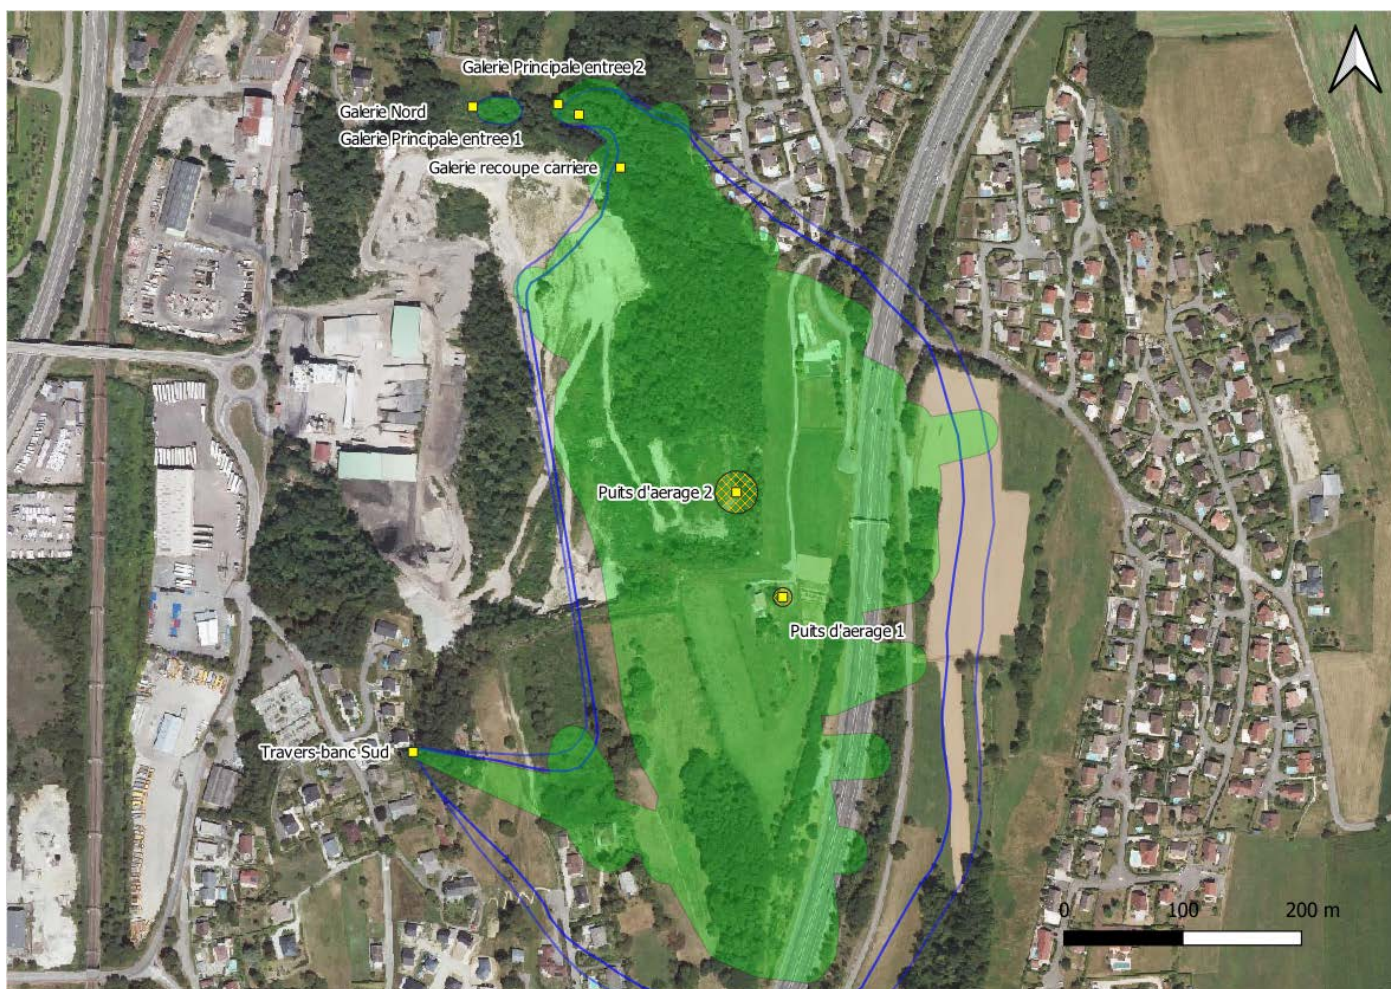 Galerie Principale entree 2
Galerie Nord
Galerie Principale entree 1
Galerie recoupe carriere
Puits d'aerage 2
Puits d'aerage 1
Travers-banc Sud
0 100 200 m